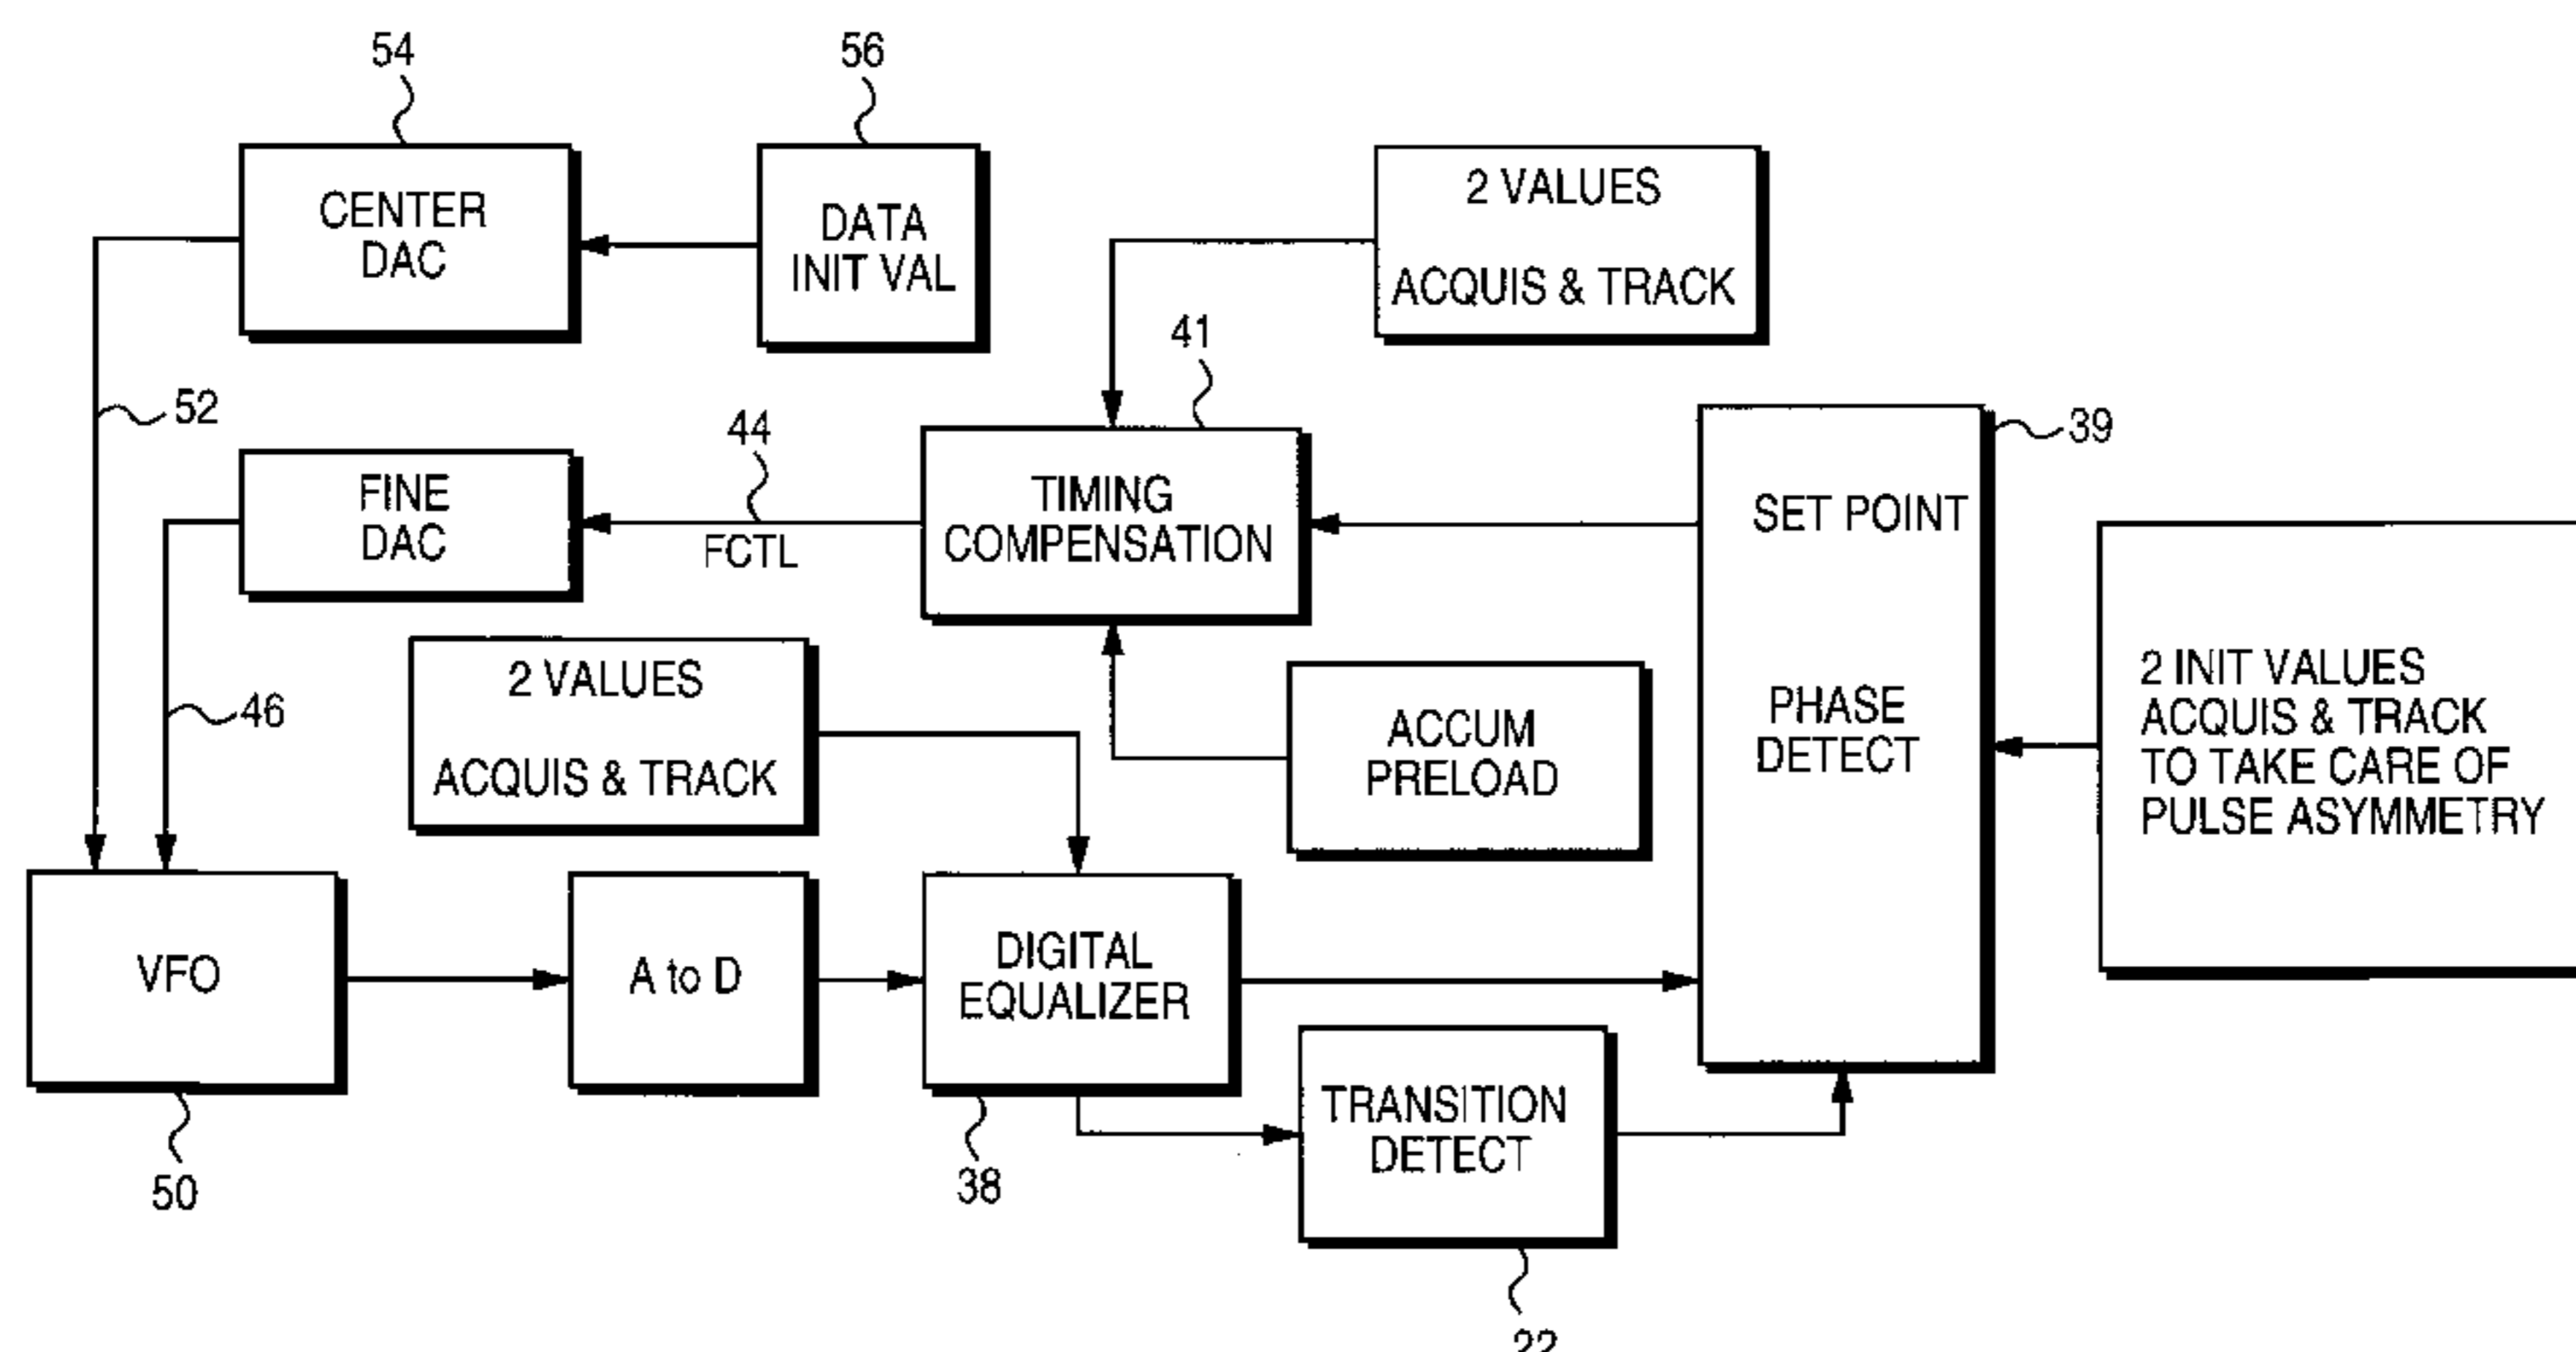 54
56
CENTER
DAC
DATA
INIT VAL
2 VALUES
ACQUIS & TRACK
41
52
44
39
FINE
DAC
FCTL
TIMING
COMPENSATION
SET POINT
PHASE
DETECT
2 VALUES
ACQUIS & TRACK
46
ACCUM
PRELOAD
2 INIT VALUES
ACQUIS & TRACK
TO TAKE CARE OF
PULSE ASYMMETRY
VFO
A to D
DIGITAL
EQUALIZER
TRANSITION
DETECT
50
38
22